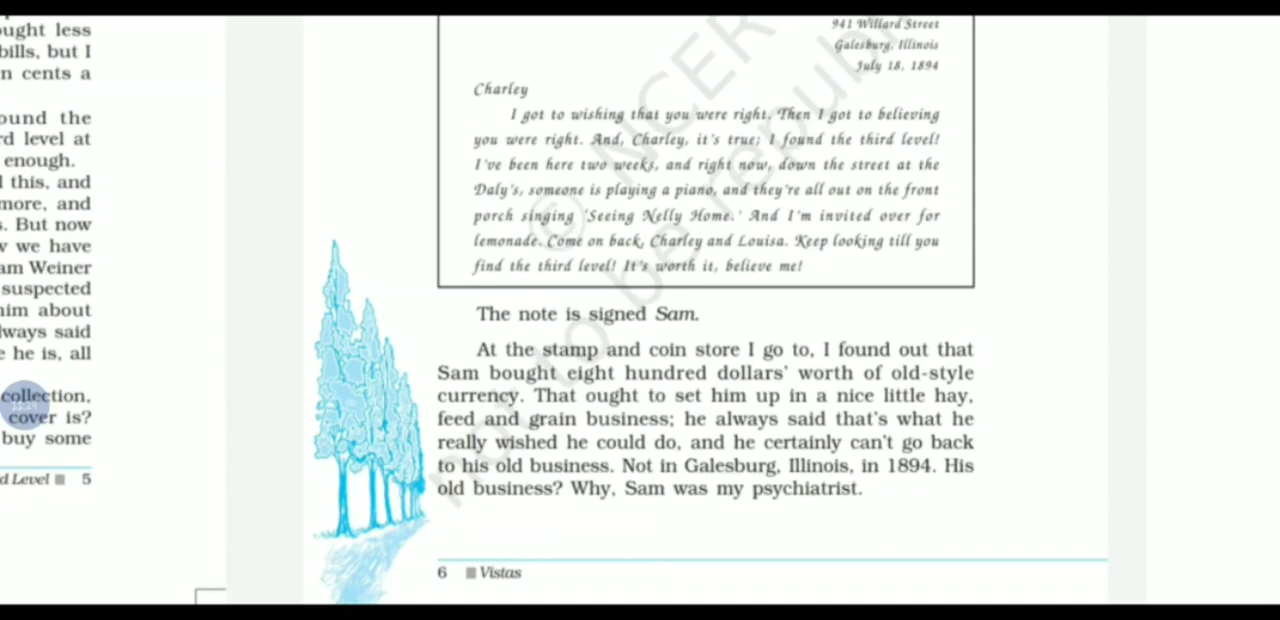 ought less
bills, but I
n cents a
ound the
rd level at
enough.
l this, and
more, and
s. But now
w we have
am Weiner
suspected
him about
lways said
e he is, all
collection,
cover is?
buy some
d Level ■ 5
941 Willard Street
Galesburg, Illinois
July 18, 1894
Charley
I got to wishing that you were right. Then I got to believing
you were right. And, Charley, it's true; I found the third level!
I've been here two weeks, and right now, down the street at the
Daly's, someone is playing a piano, and they're all out on the front
porch singing 'Seeing Nelly Home.' And I'm invited over for
lemonade. Come on back, Charley and Louisa. Keep looking till you
find the third level! It's worth it, believe me!
The note is signed Sam.
At the stamp and coin store I go to, I found out that
Sam bought eight hundred dollars' worth of old-style
currency. That ought to set him up in a nice little hay,
feed and grain business; he always said that's what he
really wished he could do, and he certainly can't go back
to his old business. Not in Galesburg, Illinois, in 1894. His
old business? Why, Sam was my psychiatrist.
6 ■ Vistas
© NCER
not to be republi